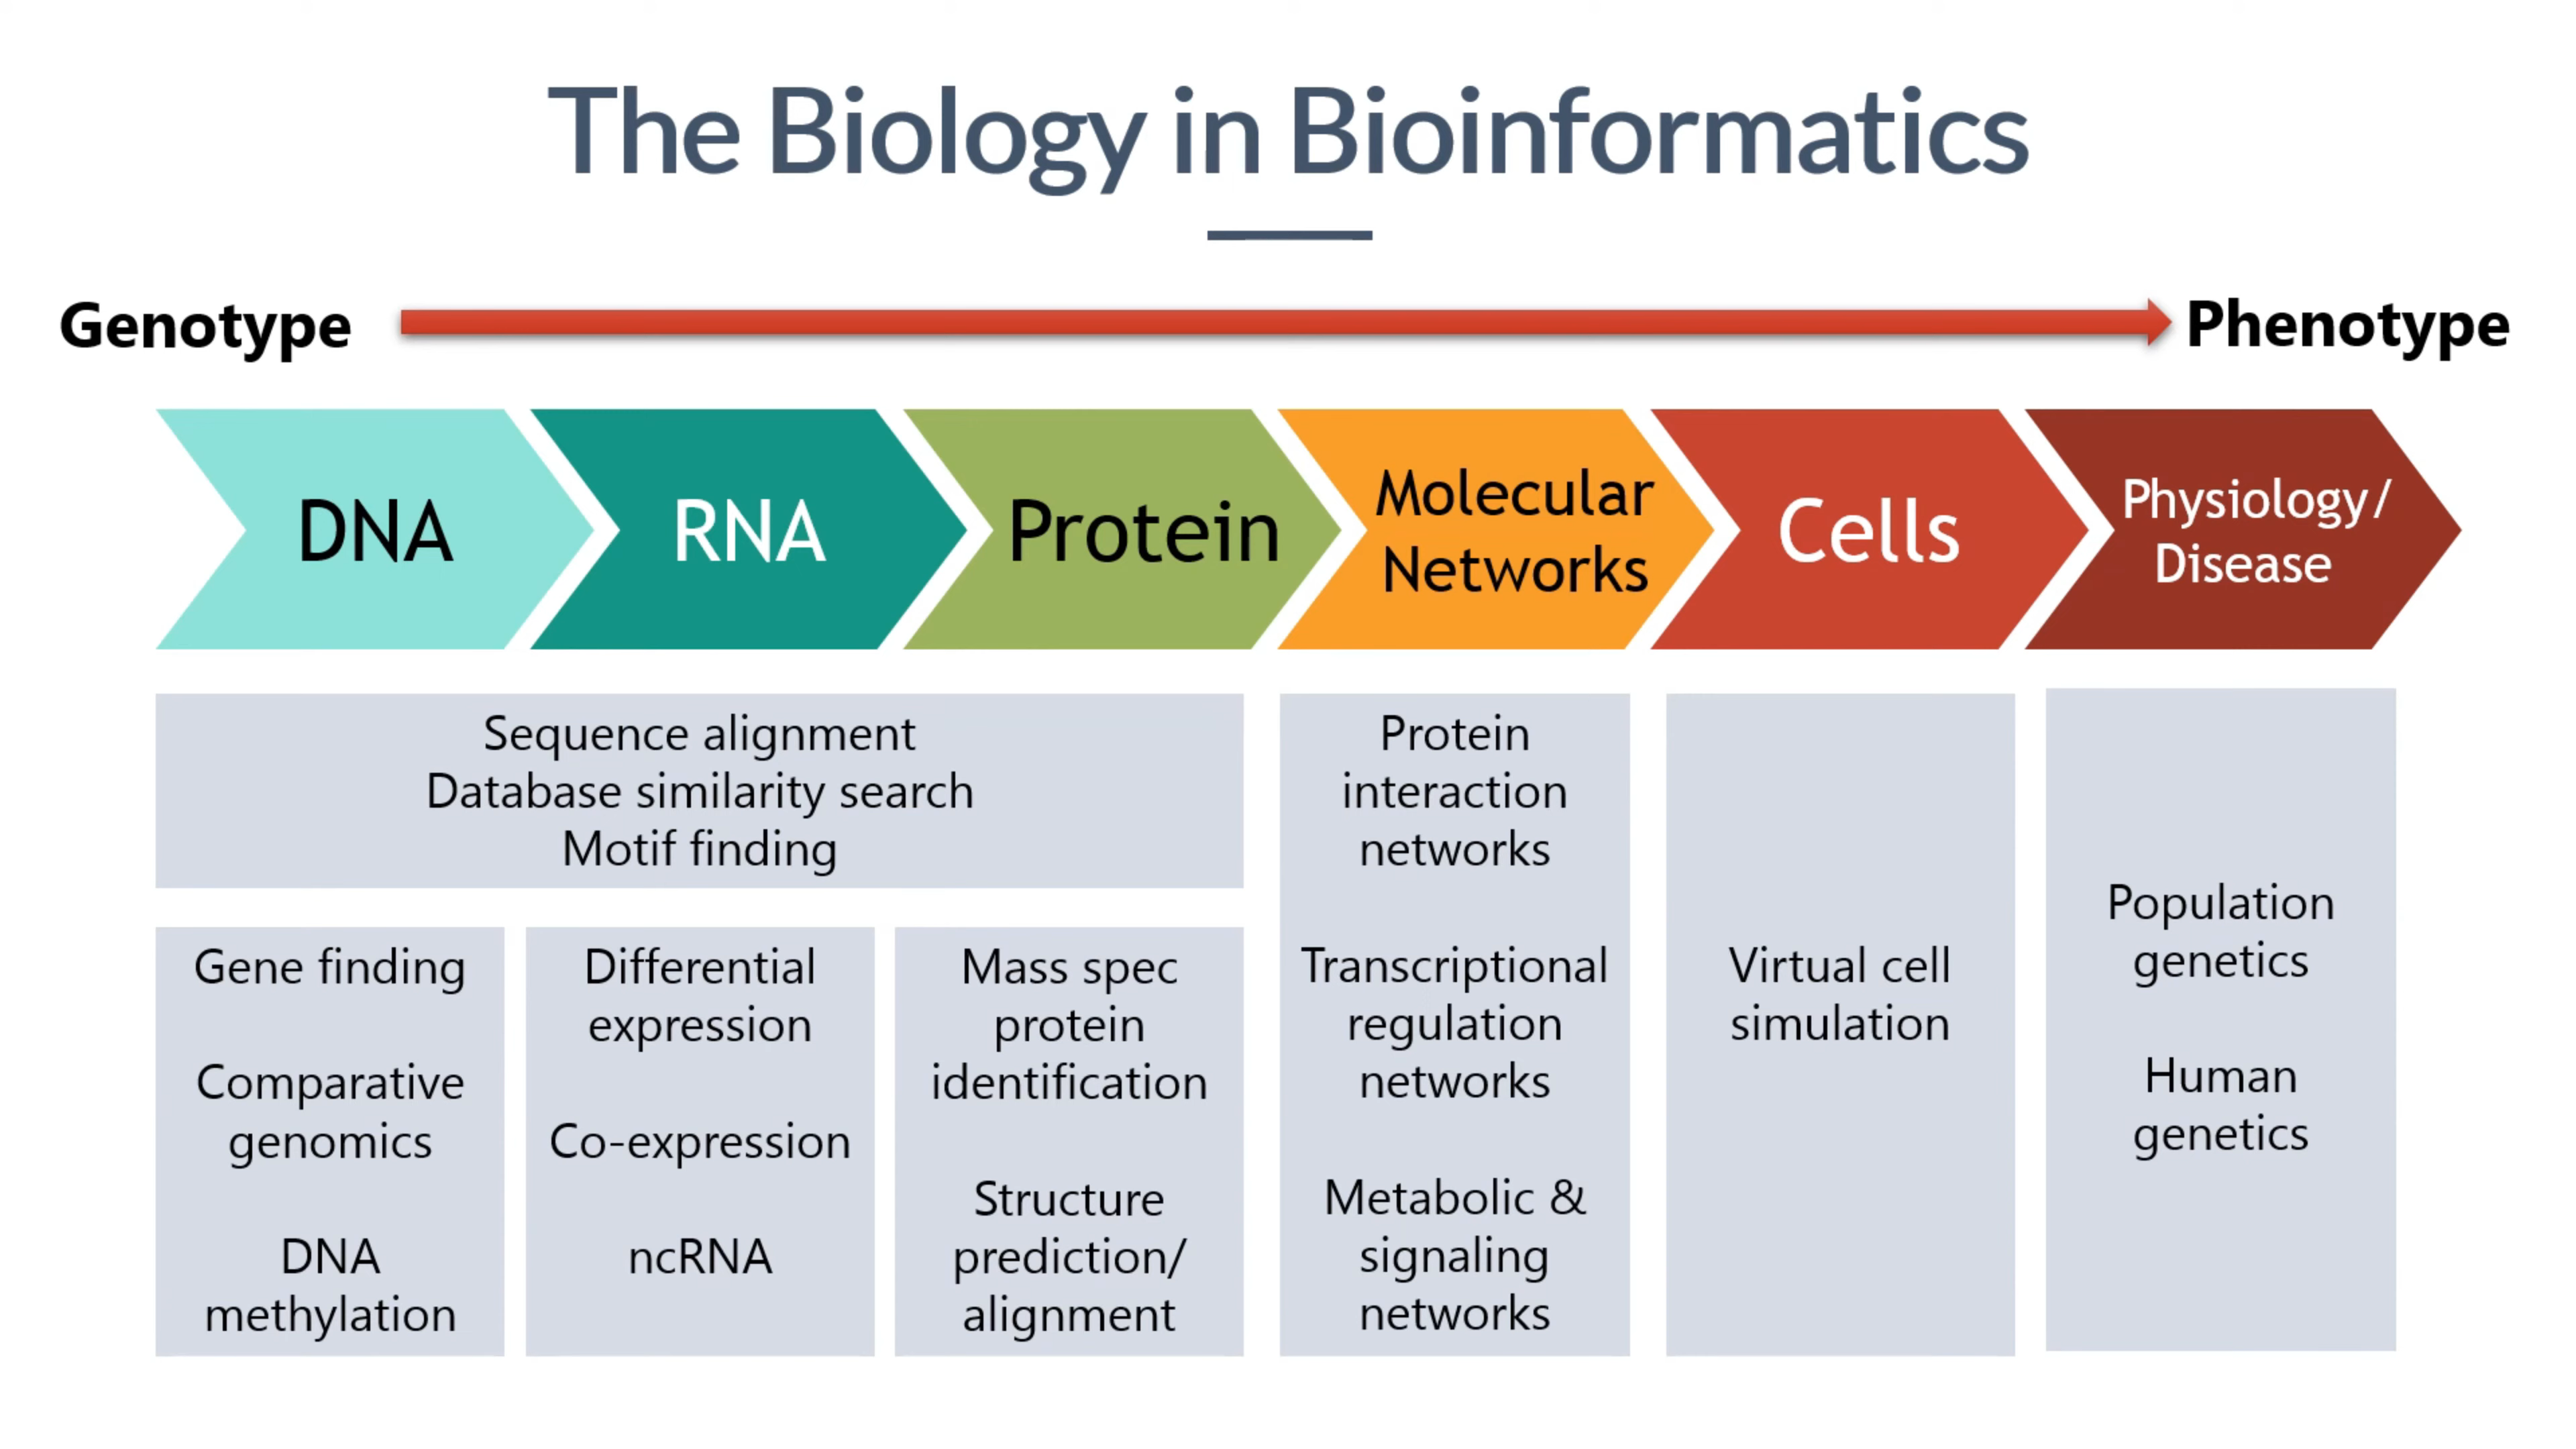 The Biology in Bioinformatics
Genotype
Phenotype
DNA
RNA
Protein
Molecular
Networks
Cells
Physiology/
Disease
Sequence alignment
Database similarity search
Motif finding
Gene finding
Comparative
genomics
DNA
methylation
Differential
expression
Co-expression
ncRNA
Mass spec
protein
identification
Structure
prediction/
alignment
Protein
interaction
networks
Transcriptional
regulation
networks
Metabolic &
signaling
networks
Virtual cell
simulation
Population
genetics
Human
genetics